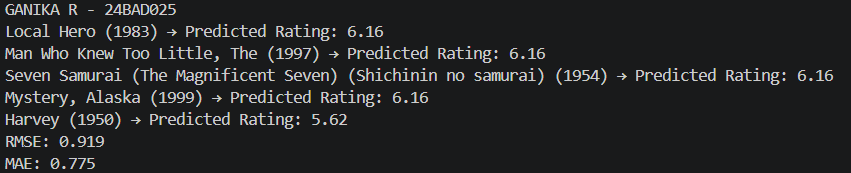 GANIKA R - 24BAD025
Local Hero (1983) → Predicted Rating: 6.16
Man Who Knew Too Little, The (1997) → Predicted Rating: 6.16
Seven Samurai (The Magnificent Seven) (Shichinin no samurai) (1954) → Predicted Rating: 6.16
Mystery, Alaska (1999) → Predicted Rating: 6.16
Harvey (1950) → Predicted Rating: 5.62
RMSE: 0.919
MAE: 0.775